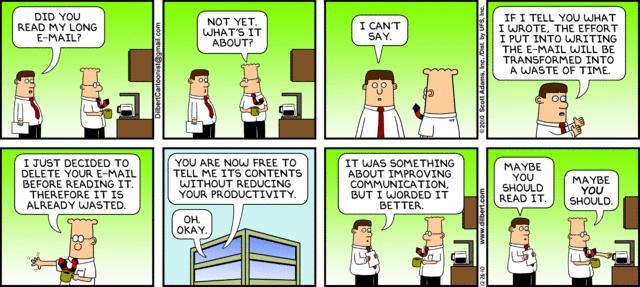 DID YOU
READ MY LONG
E-MAIL?
NOT YET.
WHAT'S IT
ABOUT?
DilbertCartoonist@gmail.com
I CAN'T
SAY.
IF I TELL YOU WHAT
I WROTE, THE EFFORT
I PUT INTO WRITING
THE E-MAIL WILL BE
TRANSFORMED INTO
A WASTE OF TIME.
©2010 Scott Adams, Inc. /Dist. by UFS, Inc.
I JUST DECIDED TO
DELETE YOUR E-MAIL
BEFORE READING IT.
THEREFORE IT IS
ALREADY WASTED.
YOU ARE NOW FREE TO
TELL ME ITS CONTENTS
WITHOUT REDUCING
YOUR PRODUCTIVITY.
OH.
OKAY.
IT WAS SOMETHING
ABOUT IMPROVING
COMMUNICATION,
BUT I WORDED IT
BETTER.
12-26-10
www.dilbert.com
MAYBE
YOU
SHOULD
READ IT.
MAYBE
YOU
SHOULD.